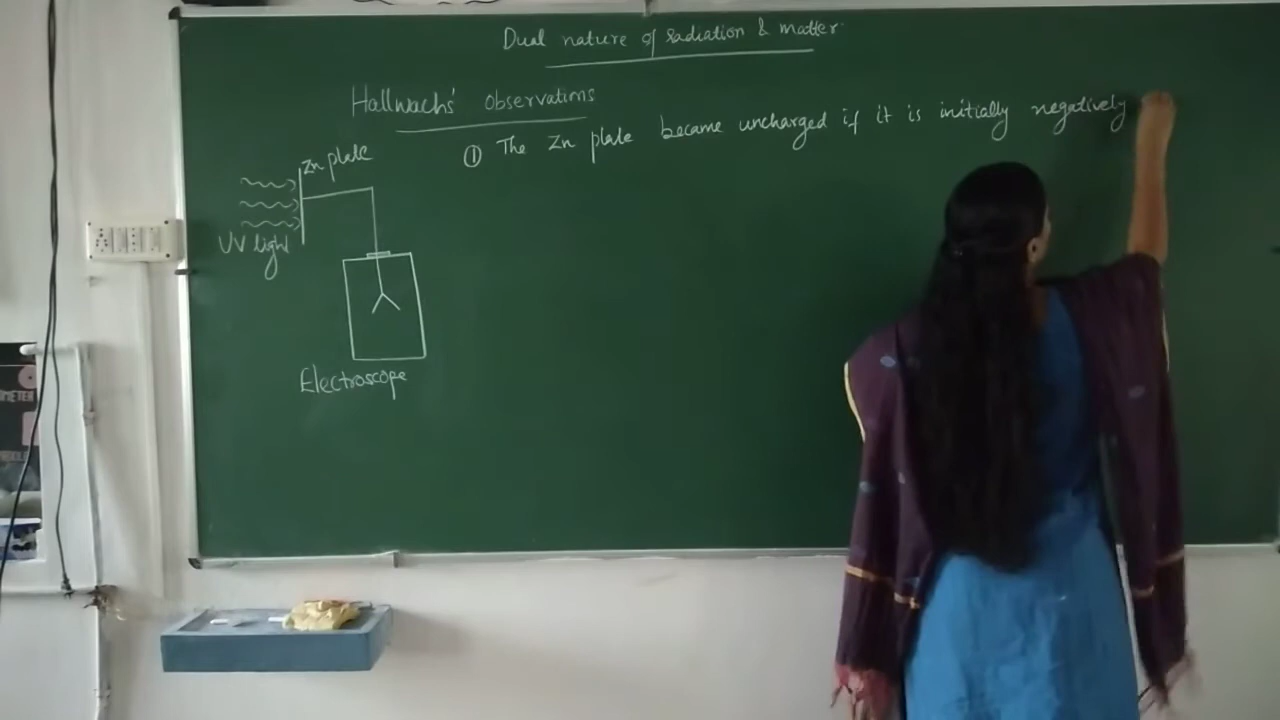 Dual nature of radiation & matter
Hallwachs' observations
① The Zn plate became uncharged if it is initially negatively
Zn plate
UV light
Electroscope